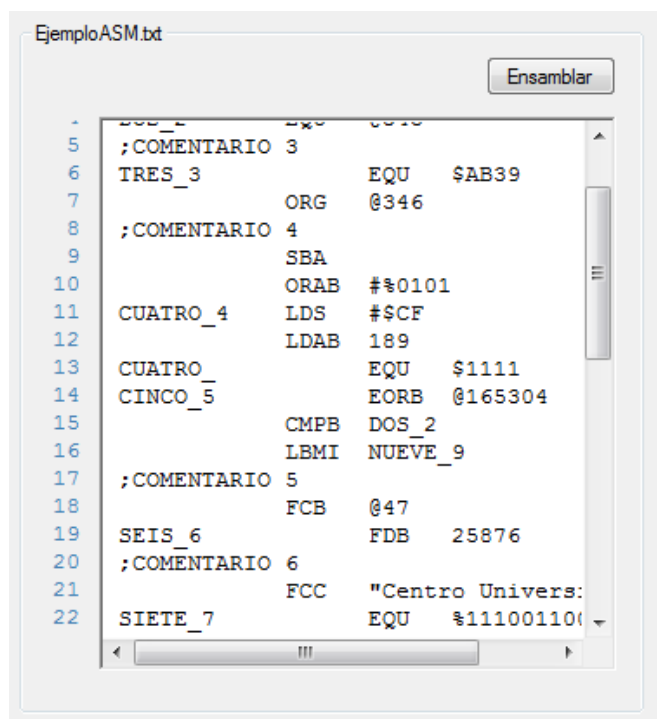 EjemploASM.txt
Ensamblar
5 ;COMENTARIO 3
6 TRES_3 EQU $AB39
7 ORG @346
8 ;COMENTARIO 4
9 SBA
10 ORAB #%0101
11 CUATRO_4 LDS #$CF
12 LDAB 189
13 CUATRO_ EQU $1111
14 CINCO_5 EORB @165304
15 CMPB DOS_2
16 LBMI NUEVE_9
17 ;COMENTARIO 5
18 FCB @47
19 SEIS_6 FDB 25876
20 ;COMENTARIO 6
21 FCC "Centro Univers
22 SIETE_7 EQU %11100110